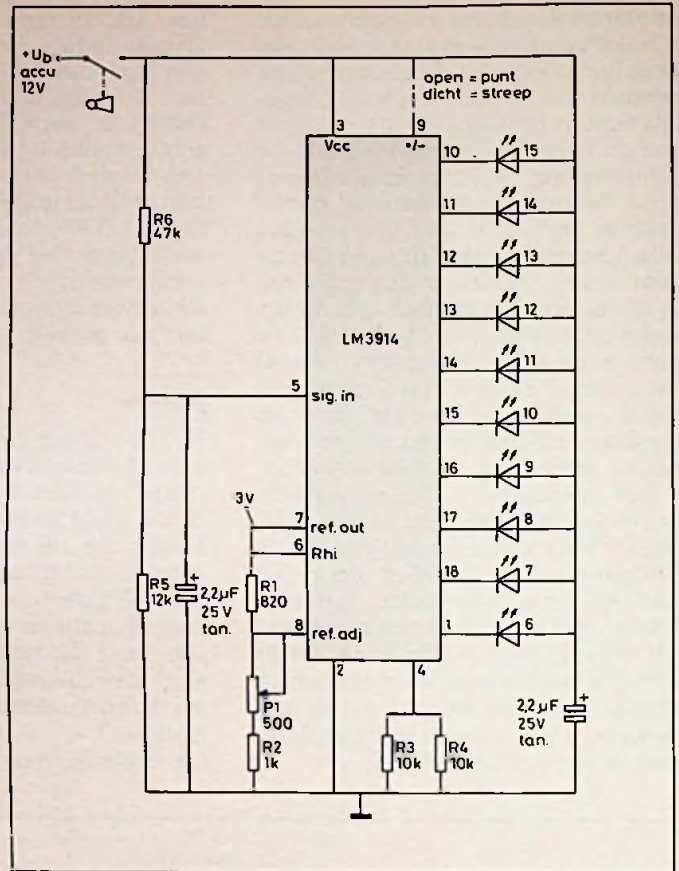 +Ub
accu
12V
open = punt
dicht = streep
3
9
Vcc
•/-
10
15
R6
47k
11
14
12
13
13
12
LM3914
14
11
5
sig. in
15
10
16
9
3V
7
ref. out
17
8
6
Rhi
R5
12k
+
2,2µF
25V
tan.
R1
820
18
7
8
ref. adj
1
6
P1
500
2
4
+
2,2µF
25V
tan.
R2
1k
R3
10k
R4
10k